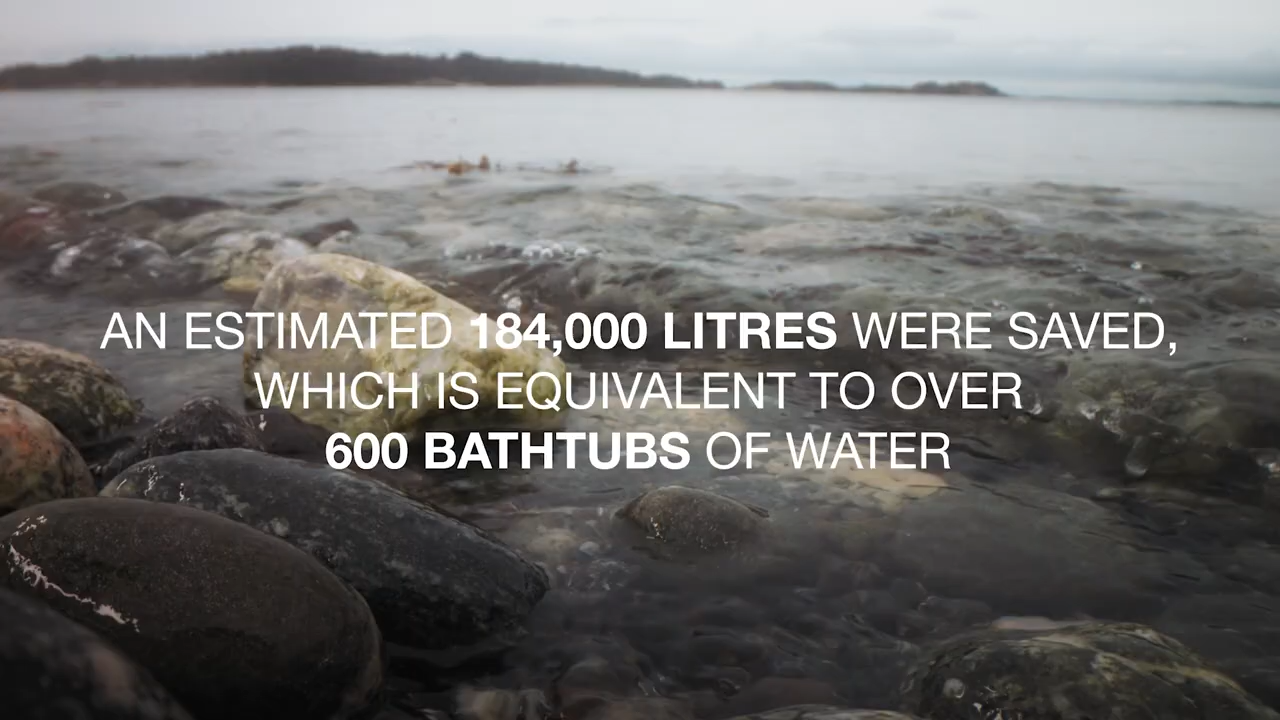 AN ESTIMATED 184,000 LITRES WERE SAVED,
WHICH IS EQUIVALENT TO OVER
600 BATHTUBS OF WATER